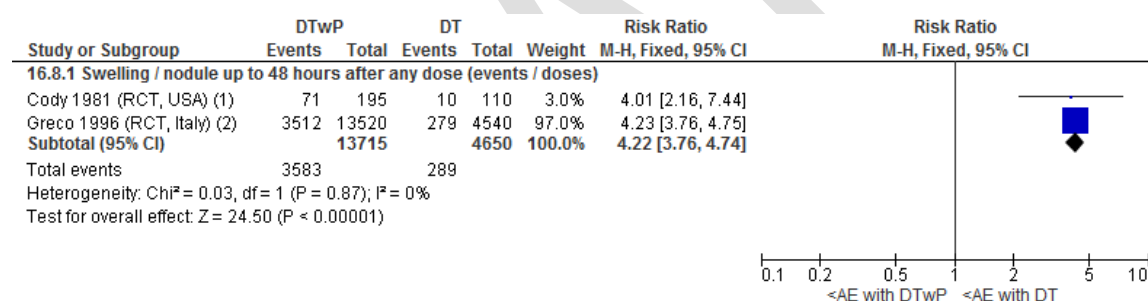 DTwP DT Risk Ratio Risk Ratio
Study or Subgroup Events Total Events Total Weight M-H, Fixed, 95% CI M-H, Fixed, 95% CI
16.8.1 Swelling / nodule up to 48 hours after any dose (events / doses)
Cody 1981 (RCT, USA) (1) 71 195 10 110 3.0% 4.01 [2.16, 7.44]
Greco 1996 (RCT, Italy) (2) 3512 13520 279 4540 97.0% 4.23 [3.76, 4.75]
Subtotal (95% CI) 13715 4650 100.0% 4.22 [3.76, 4.74]
Total events 3583 289
Heterogeneity: Chi² = 0.03, df = 1 (P = 0.87); I² = 0%
Test for overall effect: Z = 24.50 (P < 0.00001)
0.1 0.2 0.5 1 2 5 10
<AE with DTwP <AE with DT